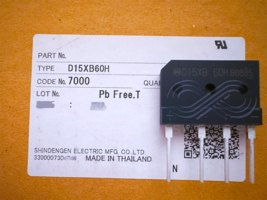 PART No.
TYPE D15XB60H
CODE No. 7000 QUAN
LOT No. Pb Free.T
SHINDENGEN ELECTRIC MFG. CO.,LTD
MADE IN THAILAND
N